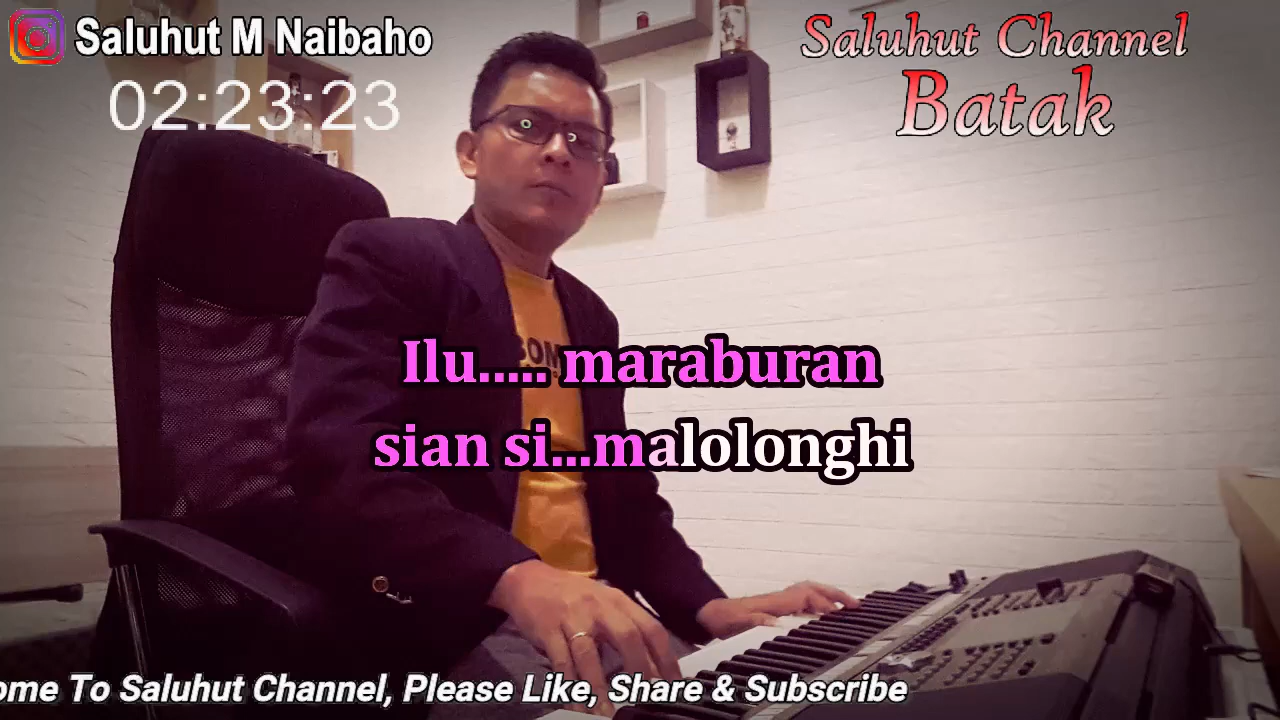 Saluhut M Naibaho
02:23:23
Saluhut Channel
Batak
Ilu..... maraburan
sian si...malolonghi
ome To Saluhut Channel, Please Like, Share & Subscribe